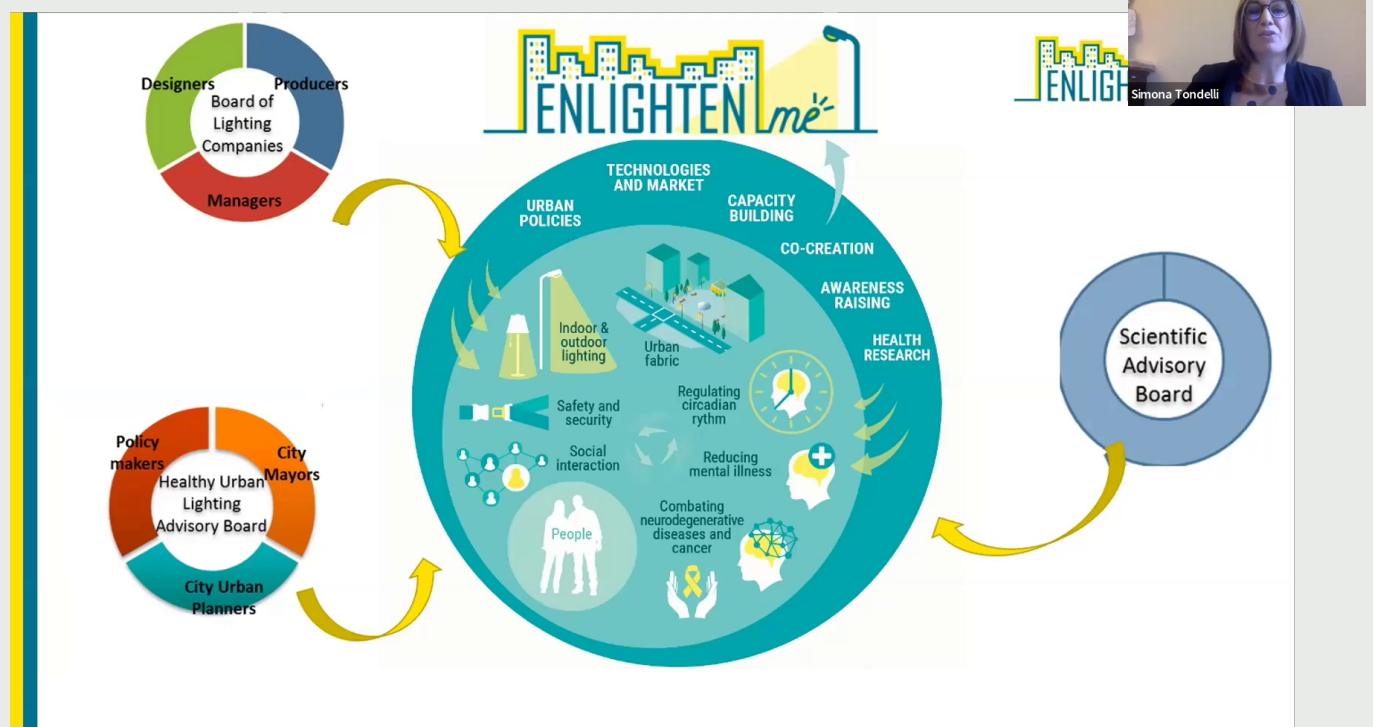 Designers
Producers
Board of
Lighting
Companies
Managers
ENLIGHTEN me
ENLIGH
Simona Tondelli
TECHNOLOGIES
AND MARKET
URBAN
POLICIES
CAPACITY
BUILDING
CO-CREATION
AWARENESS
RAISING
HEALTH
RESEARCH
Indoor &
outdoor
lighting
Urban
fabric
Regulating
circadian
rythm
Safety and
security
Social
interaction
Reducing
mental illness
People
Combating
neurodegenerative
diseases and
cancer
Scientific
Advisory
Board
Policy
makers
City
Mayors
Healthy Urban
Lighting
Advisory Board
City Urban
Planners